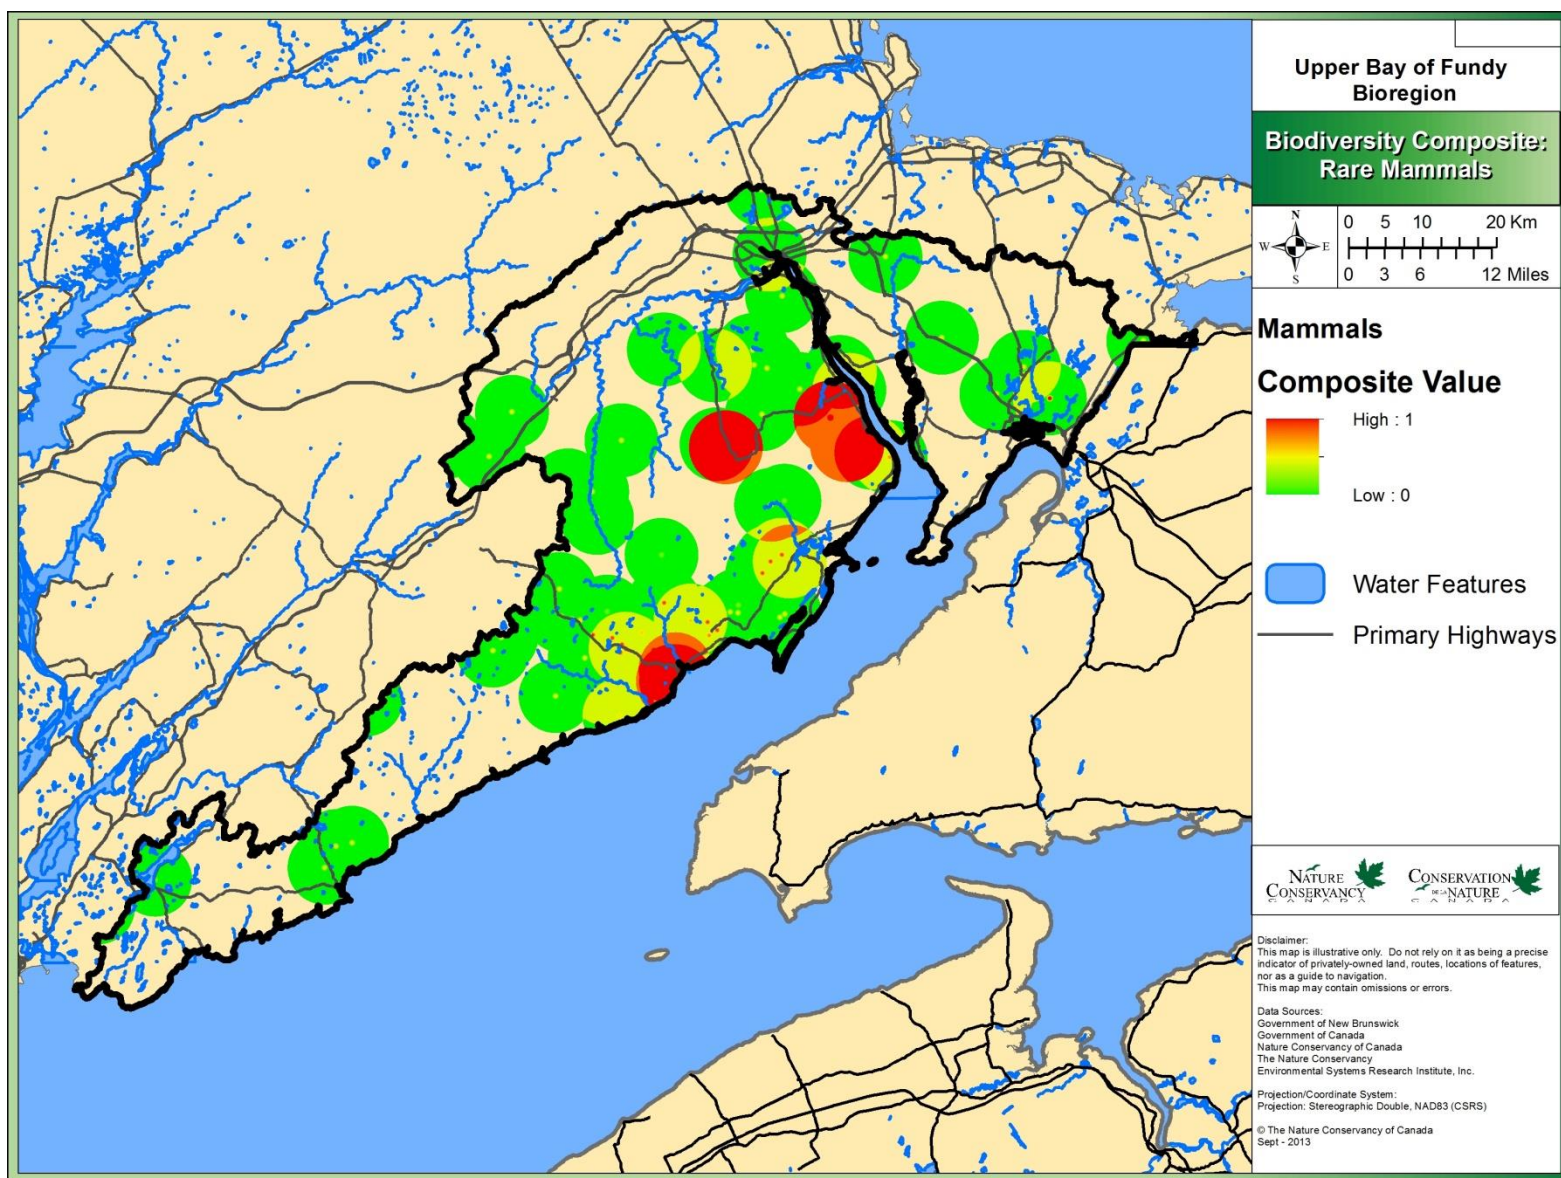 Upper Bay of Fundy
Bioregion
Biodiversity Composite:
Rare Mammals
N
W E
S
0 5 10 20 Km
0 3 6 12 Miles
Mammals
Composite Value
High : 1
Low : 0
Water Features
Primary Highways
NATURE
CONSERVANCY
CANADA
CONSERVATION
DE LA NATURE
CANADA
Disclaimer:
This map is illustrative only. Do not rely on it as being a precise
indicator of privately-owned land, routes, locations of features,
nor as a guide to navigation.
This map may contain omissions or errors.
Data Sources:
Government of New Brunswick
Government of Canada
Nature Conservancy of Canada
The Nature Conservancy
Environmental Systems Research Institute, Inc.
Projection/Coordinate System:
Projection: Stereographic Double, NAD83 (CSRS)
© The Nature Conservancy of Canada
Sept - 2013